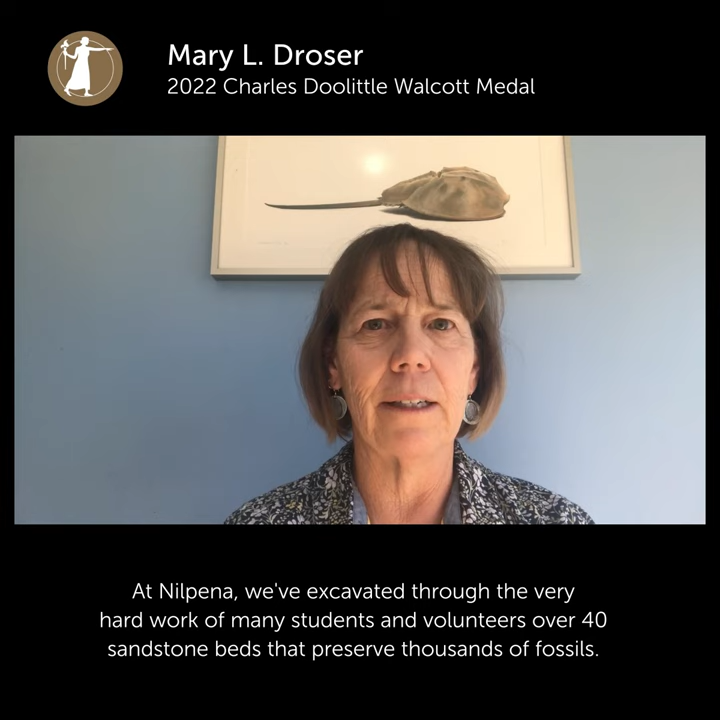 Mary L. Droser
2022 Charles Doolittle Walcott Medal
At Nilpena, we've excavated through the very
hard work of many students and volunteers over 40
sandstone beds that preserve thousands of fossils.